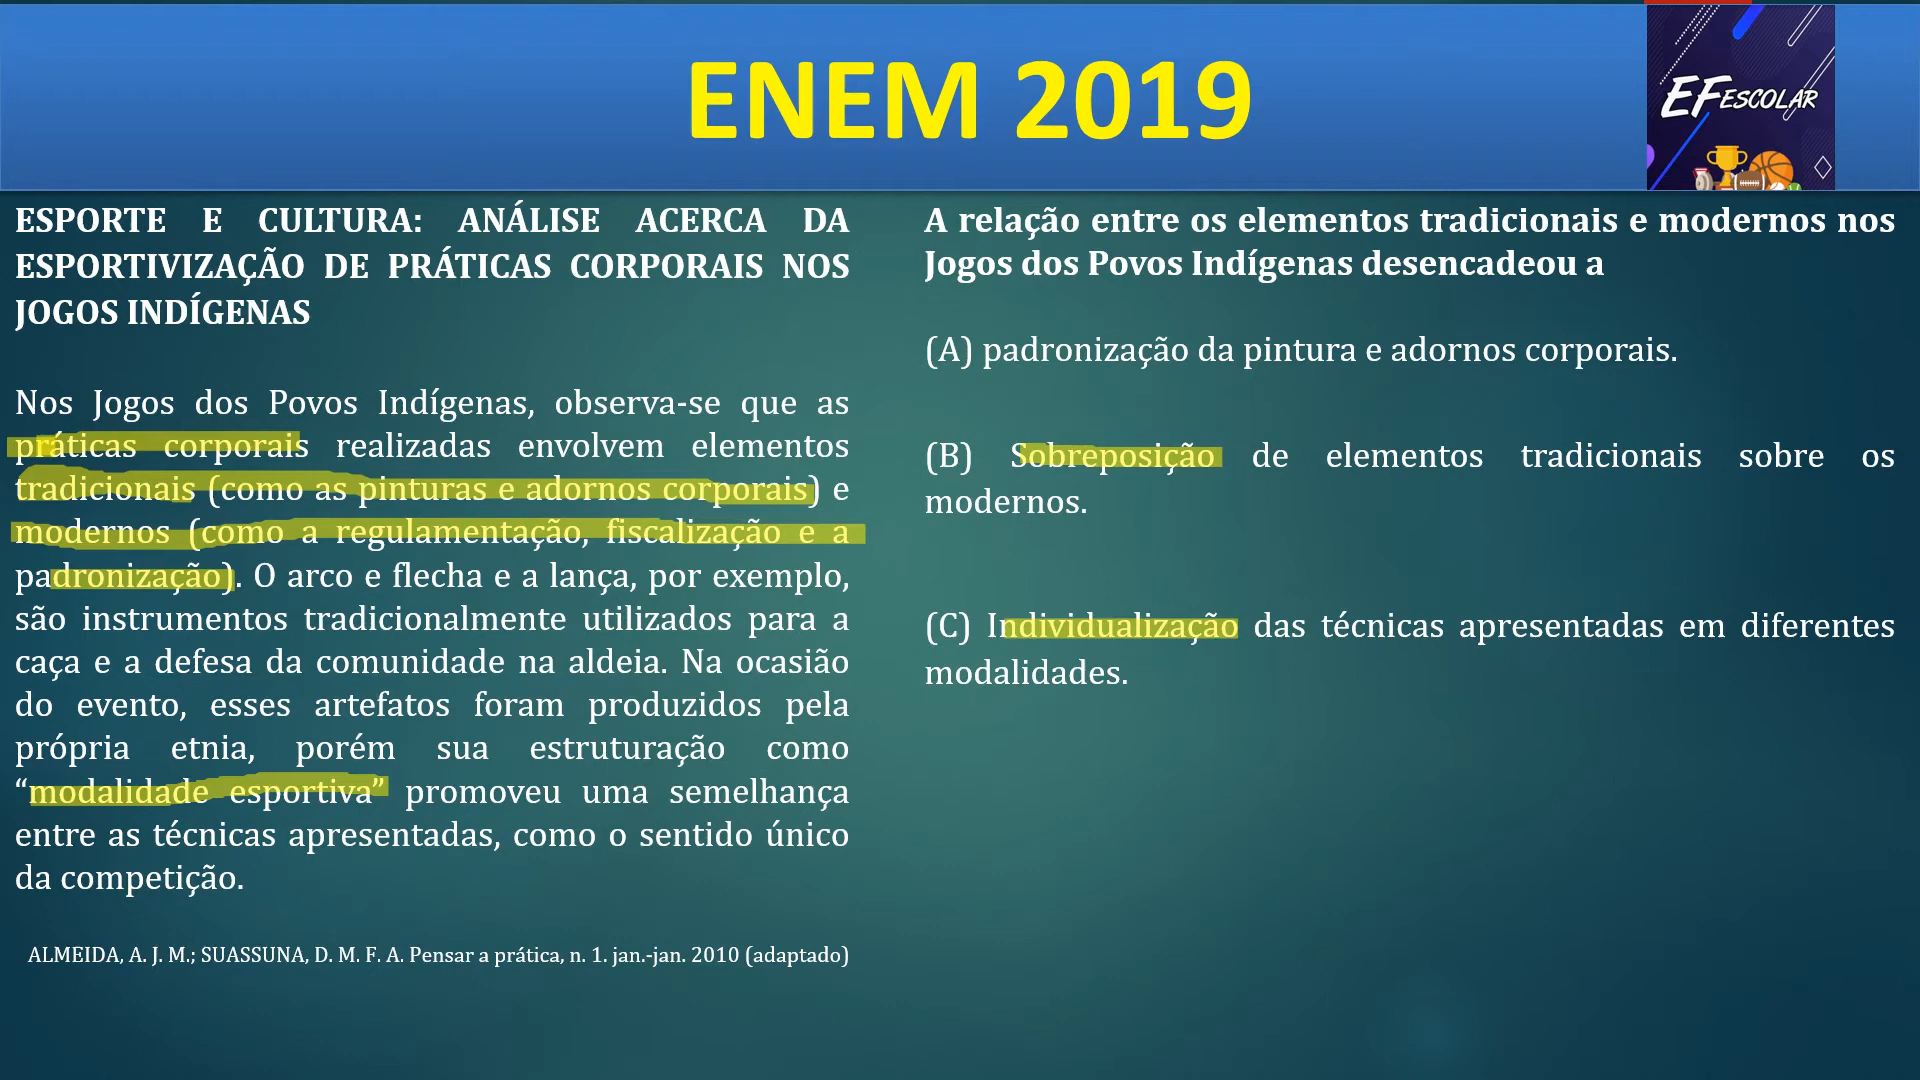 ENEM 2019
EF ESCOLAR
ESPORTE E CULTURA: ANÁLISE ACERCA DA
ESPORTIVIZAÇÃO DE PRÁTICAS CORPORAIS NOS
JOGOS INDÍGENAS
Nos Jogos dos Povos Indígenas, observa-se que as
práticas corporais realizadas envolvem elementos
tradicionais (como as pinturas e adornos corporais) e
modernos (como a regulamentação, fiscalização e a
padronização). O arco e flecha e a lança, por exemplo,
são instrumentos tradicionalmente utilizados para a
caça e a defesa da comunidade na aldeia. Na ocasião
do evento, esses artefatos foram produzidos pela
própria etnia, porém sua estruturação como
“modalidade esportiva” promoveu uma semelhança
entre as técnicas apresentadas, como o sentido único
da competição.
ALMEIDA, A. J. M.; SUASSUNA, D. M. F. A. Pensar a prática, n. 1. jan.-jan. 2010 (adaptado)
A relação entre os elementos tradicionais e modernos nos
Jogos dos Povos Indígenas desencadeou a
(A) padronização da pintura e adornos corporais.
(B) Sobreposição de elementos tradicionais sobre os
modernos.
(C) Individualização das técnicas apresentadas em diferentes
modalidades.